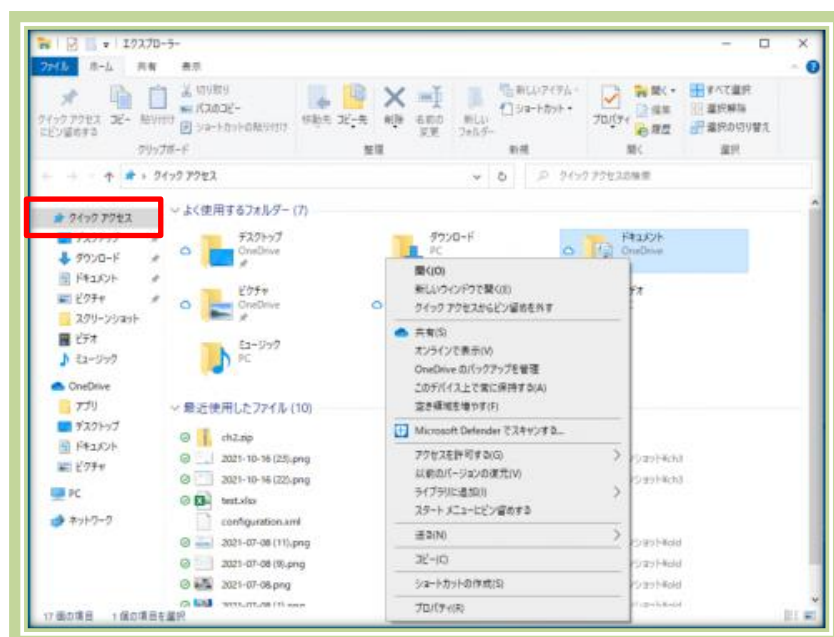 エクスプローラー
ファイル ホーム 共有 表示
クイック アクセスにピン留めする
コピー
貼り付け
切り取り
パスのコピー
ショートカットの貼り付け
移動先
コピー先
削除
名前の変更
新しいフォルダー
新しいアイテム
ショートカット
プロパティ
開く
編集
履歴
すべて選択
選択解除
選択の切り替え
クリップボード 整理 新規 開く 選択
クイック アクセス
クイック アクセスの検索
クイック アクセス
デスクトップ
ダウンロード
ドキュメント
ピクチャ
スクリーンショット
ビデオ
ミュージック
OneDrive
アプリ
デスクトップ
ドキュメント
ピクチャ
PC
ネットワーク
よく使用するフォルダー (7)
デスクトップ
OneDrive
ダウンロード
PC
ドキュメント
OneDrive
ピクチャ
OneDrive
ミュージック
PC
最近使用したファイル (10)
ch2.zip
2021-10-16 (23).png
2021-10-16 (22).png
test.xlsx
configuration.xml
2021-07-08 (11).png
2021-07-08 (9).png
2021-07-08.png
開く(O)
新しいウィンドウで開く(E)
クイック アクセスからピン留めを外す
共有(S)
オンラインで表示(V)
OneDrive のバックアップを管理
このデバイス上で常に保持する(A)
空き領域を増やす(F)
Microsoft Defender でスキャンする...
アクセスを許可する(G)
以前のバージョンの復元(V)
ライブラリに追加(I)
スタート メニューにピン留めする
送る(N)
コピー(C)
ショートカットの作成(S)
プロパティ(R)
17 個の項目 1 個の項目を選択